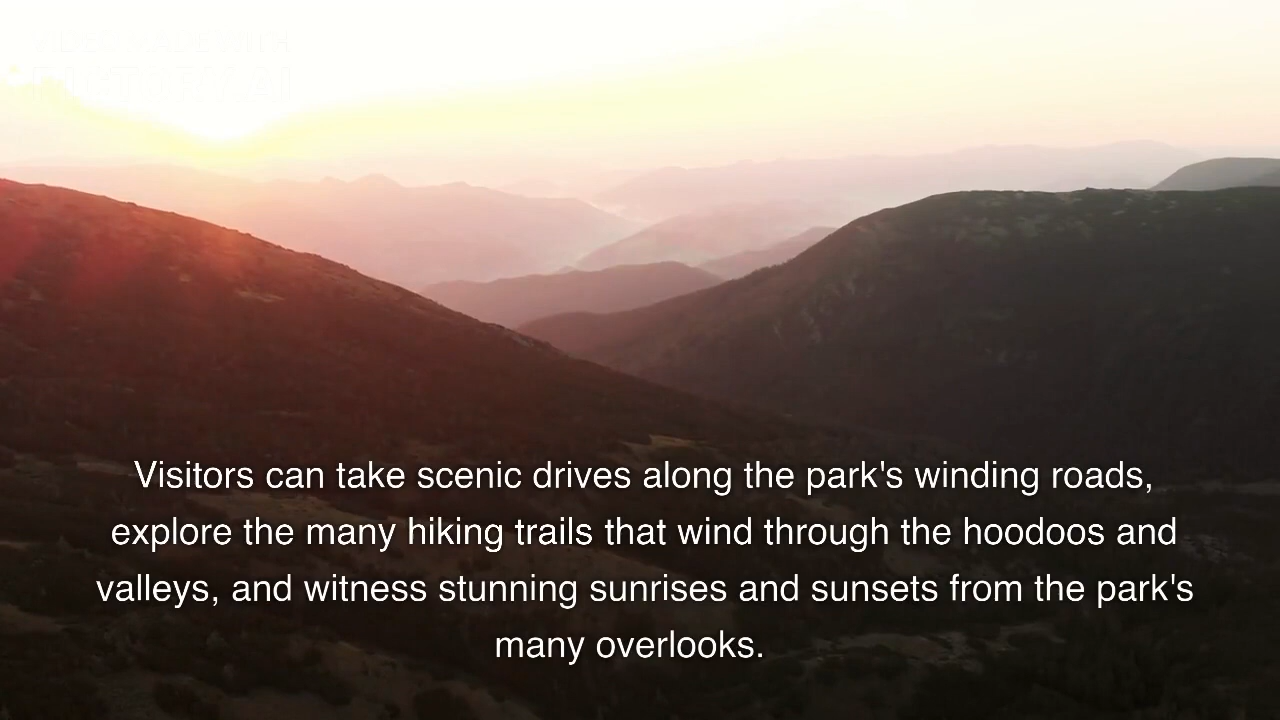 Visitors can take scenic drives along the park's winding roads,
explore the many hiking trails that wind through the hoodoos and
valleys, and witness stunning sunrises and sunsets from the park's
many overlooks.